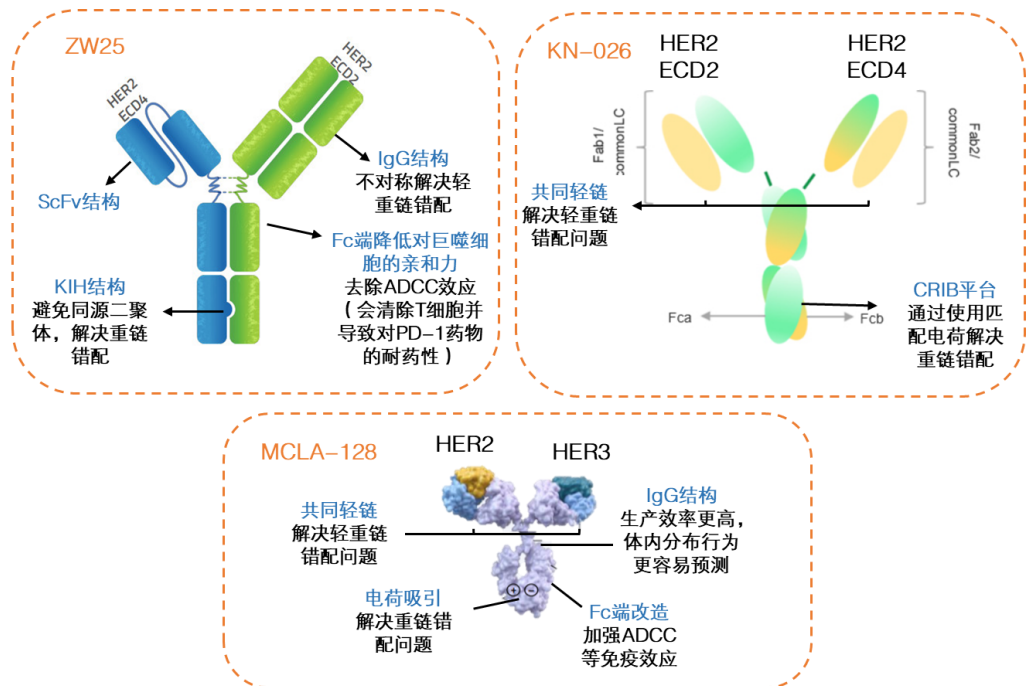 ZW25
HER2
ECD4
HER2
ECD2
ScFv结构
IgG结构
不对称解决轻
重链错配
Fc端降低对巨噬细
胞的亲和力
去除ADCC效应
（会清除T细胞并
导致对PD-1药物
的耐药性）
KIH结构
避免同源二聚
体，解决重链
错配
KN-026
HER2
ECD2
HER2
ECD4
Fab1/
commonLC
Fab2/
commonLC
共同轻链
解决轻重链
错配问题
Fca
Fcb
CRIB平台
通过使用匹
配电荷解决
重链错配
MCLA-128
HER2
HER3
共同轻链
解决轻重链
错配问题
IgG结构
生产效率更高，
体内分布行为
更容易预测
电荷吸引
解决重链错
配问题
+ −
Fc端改造
加强ADCC
等免疫效应